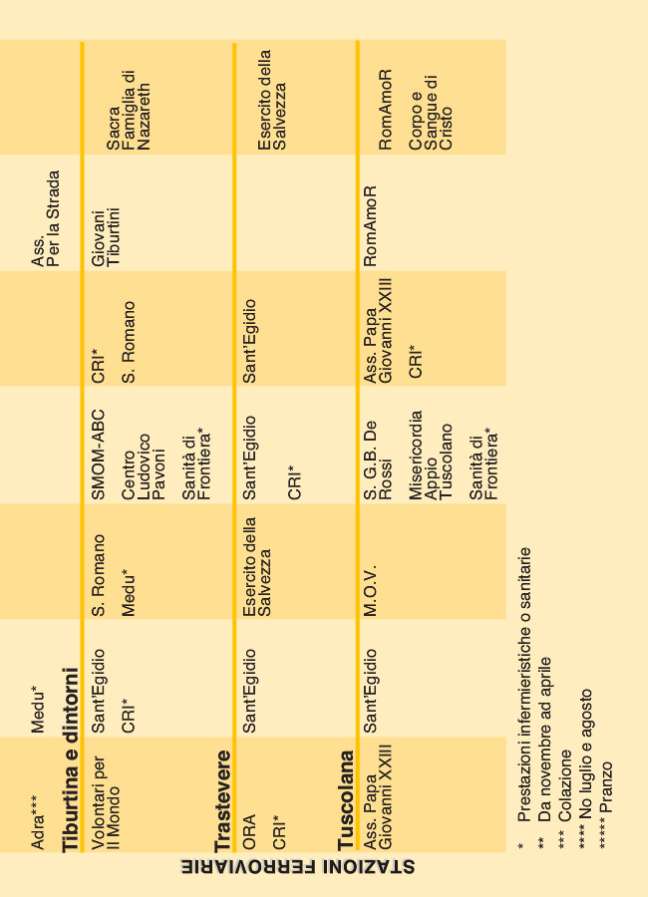 Adra***
Medu*
Ass.
Per la Strada
Tiburtina e dintorni
Volontari per
Il Mondo
Sant'Egidio
CRI*
S. Romano
Medu*
SMOM-ABC
Centro
Ludovico
Pavoni
Sanità di
Frontiera*
CRI*
S. Romano
Giovani
Tiburtini
Sacra
Famiglia di
Nazareth
Trastevere
ORA
CRI*
Sant'Egidio
Esercito della
Salvezza
Sant'Egidio
CRI*
Sant'Egidio
Esercito della
Salvezza
Tuscolana
Ass. Papa
Giovanni XXIII
Sant'Egidio
M.O.V.
S. G.B. De
Rossi
Misericordia
Appio
Tuscolano
Sanità di
Frontiera*
Ass. Papa
Giovanni XXIII
CRI*
RomAmoR
RomAmoR
Corpo e
Sangue di
Cristo
STAZIONI FERROVIARIE
* Prestazioni infermieristiche o sanitarie
** Da novembre ad aprile
*** Colazione
**** No luglio e agosto
***** Pranzo